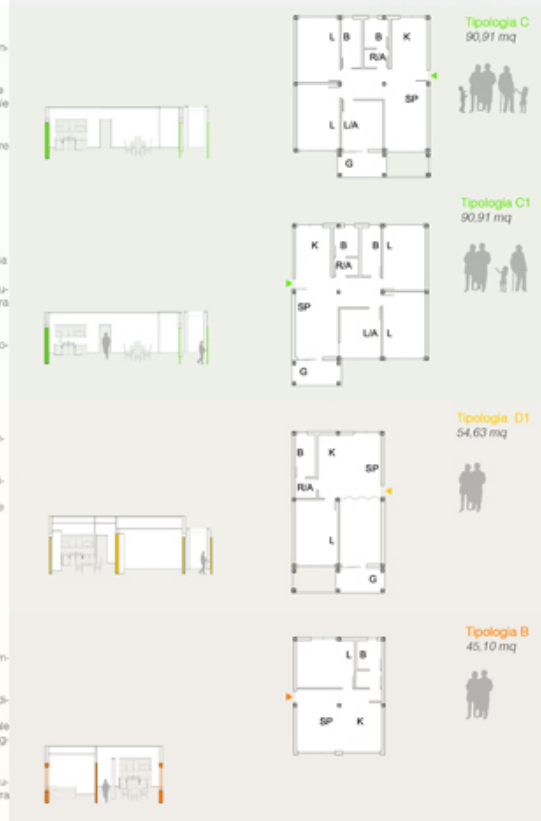 Tipologia C
90,91 mq
L B B K
R/A
SP
L L/A
G
Tipologia C1
90,91 mq
K B B L
R/A
SP
L/A L
G
Tipologia D1
54,63 mq
B K
SP
R/A
L
G
Tipologia B
45,10 mq
L B
SP K